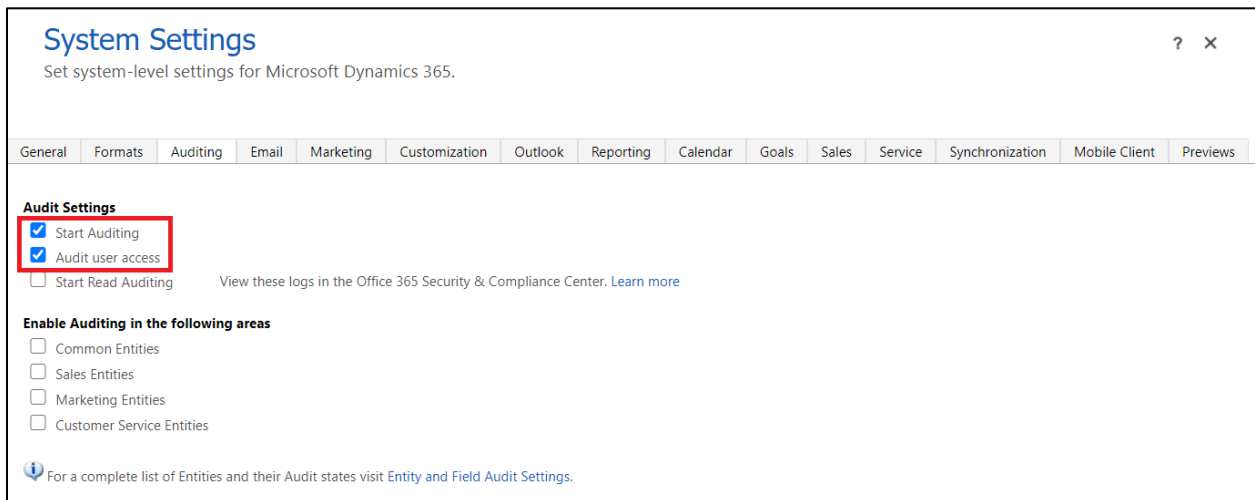 System Settings
? ×
Set system-level settings for Microsoft Dynamics 365.
General Formats Auditing Email Marketing Customization Outlook Reporting Calendar Goals Sales Service Synchronization Mobile Client Previews
Audit Settings
Start Auditing
Audit user access
Start Read Auditing View these logs in the Office 365 Security & Compliance Center. Learn more
Enable Auditing in the following areas
Common Entities
Sales Entities
Marketing Entities
Customer Service Entities
For a complete list of Entities and their Audit states visit Entity and Field Audit Settings.